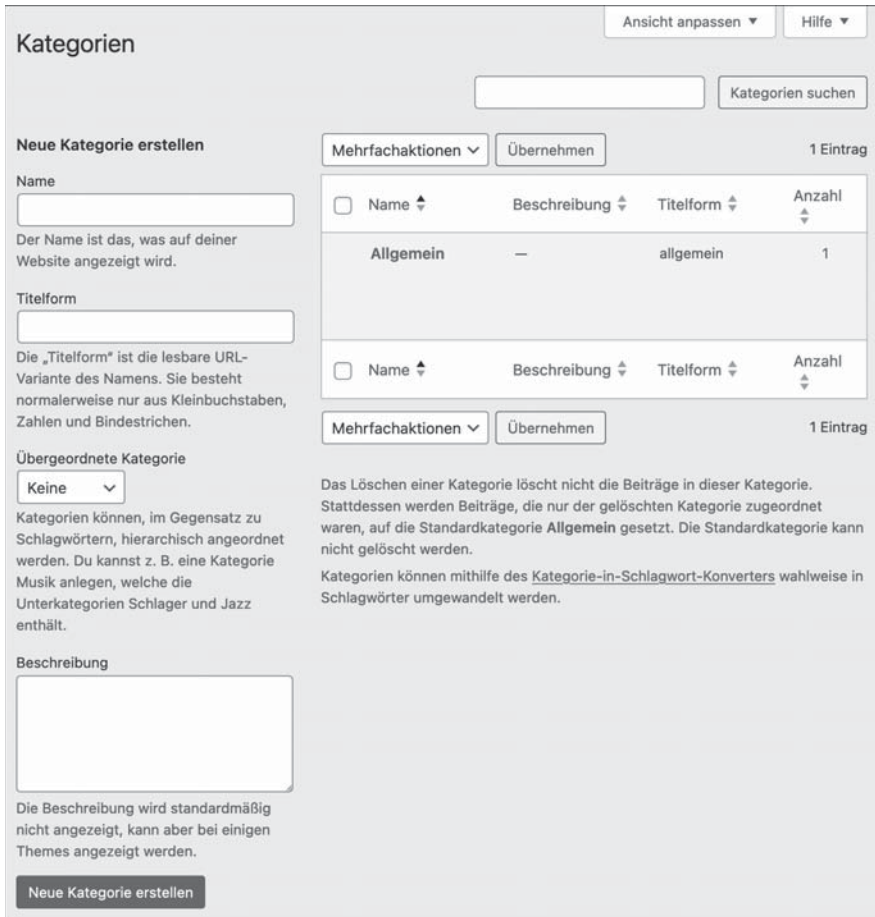 Ansicht anpassen
Hilfe
Kategorien
Kategorien suchen
Neue Kategorie erstellen
Name
Der Name ist das, was auf deiner
Website angezeigt wird.
Titelform
Die „Titelform“ ist die lesbare URL-
Variante des Namens. Sie besteht
normalerweise nur aus Kleinbuchstaben,
Zahlen und Bindestrichen.
Übergeordnete Kategorie
Keine
Kategorien können, im Gegensatz zu
Schlagwörtern, hierarchisch angeordnet
werden. Du kannst z. B. eine Kategorie
Musik anlegen, welche die
Unterkategorien Schlager und Jazz
enthält.
Beschreibung
Die Beschreibung wird standardmäßig
nicht angezeigt, kann aber bei einigen
Themes angezeigt werden.
Neue Kategorie erstellen
Mehrfachaktionen Übernehmen 1 Eintrag
Name Beschreibung Titelform Anzahl
Allgemein — allgemein 1
Name Beschreibung Titelform Anzahl
Mehrfachaktionen Übernehmen 1 Eintrag
Das Löschen einer Kategorie löscht nicht die Beiträge in dieser Kategorie.
Stattdessen werden Beiträge, die nur der gelöschten Kategorie zugeordnet
waren, auf die Standardkategorie Allgemein gesetzt. Die Standardkategorie kann
nicht gelöscht werden.
Kategorien können mithilfe des Kategorie-in-Schlagwort-Konverters wahlweise in
Schlagwörter umgewandelt werden.